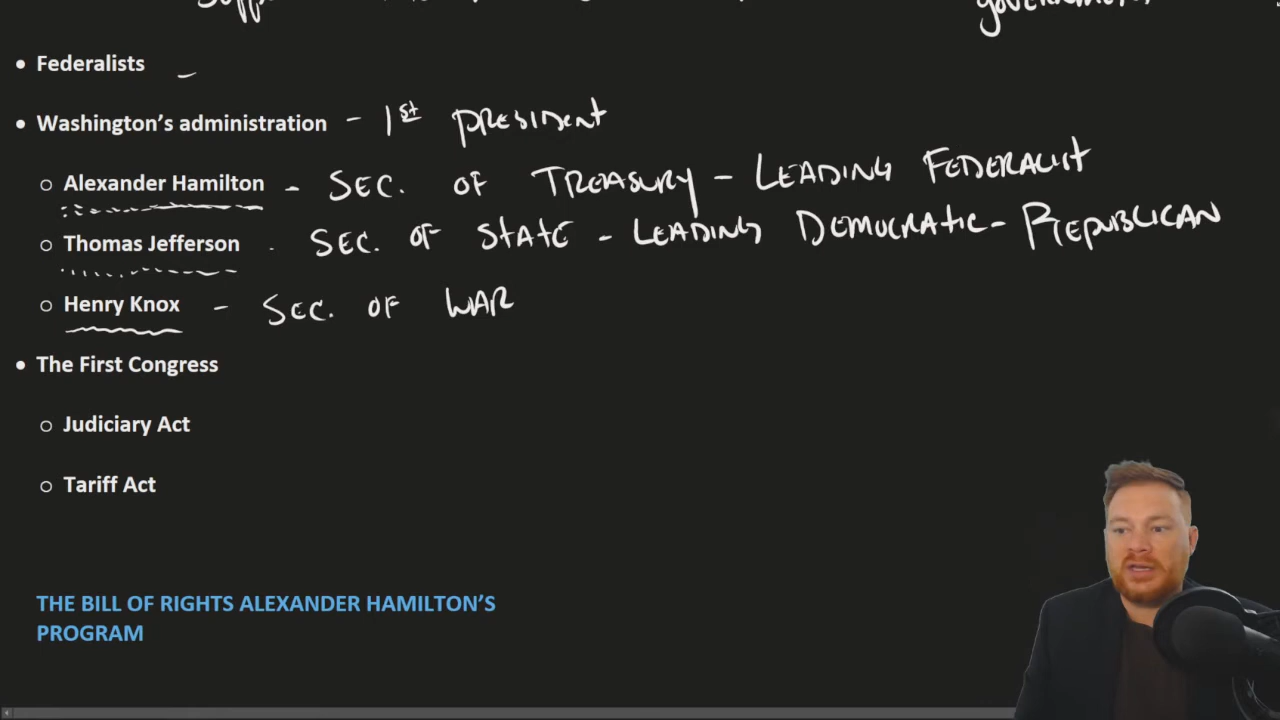 GOVERNMENT.
• Federalists –
• Washington's administration – 1st PRESIDENT
○ Alexander Hamilton – SEC. OF TREASURY – LEADING FEDERALIST
○ Thomas Jefferson - SEC. OF STATE – LEADING DEMOCRATIC-REPUBLICAN
○ Henry Knox – SEC. OF WAR
• The First Congress
○ Judiciary Act
○ Tariff Act
THE BILL OF RIGHTS ALEXANDER HAMILTON'S
PROGRAM